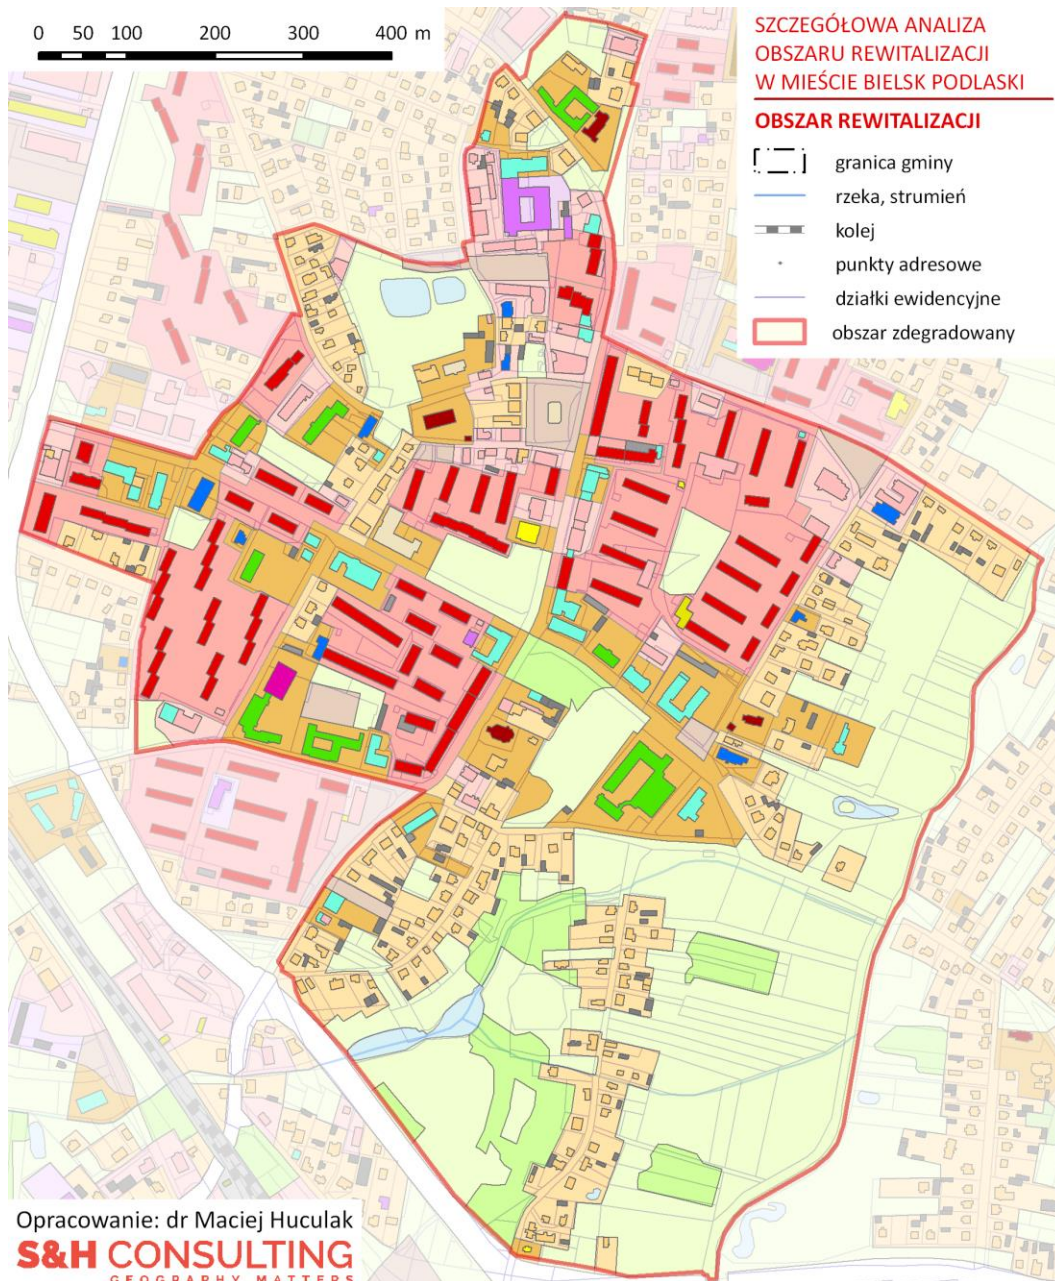 0 50 100 200 300 400 m
SZCZEGÓŁOWA ANALIZA
OBSZARU REWITALIZACJI
W MIEŚCIE BIELSK PODLASKI
OBSZAR REWITALIZACJI
granica gminy
rzeka, strumień
kolej
punkty adresowe
działki ewidencyjne
obszar zdegradowany
Opracowanie: dr Maciej Huculak
S&H CONSULTING
GEOGRAPHY MATTERS